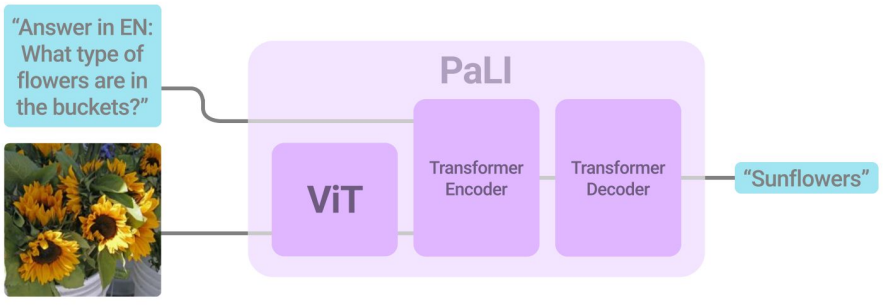 “Answer in EN:
What type of
flowers are in
the buckets?”
PaLI
ViT
Transformer
Encoder
Transformer
Decoder
“Sunflowers”